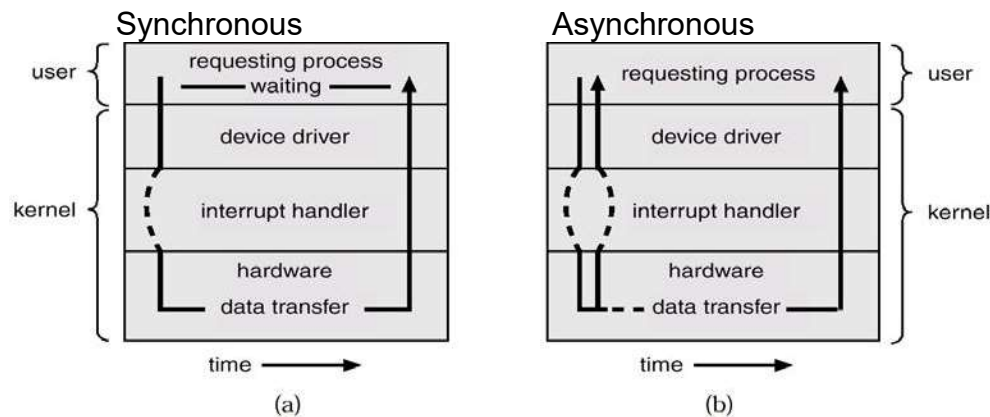 Synchronous
user
requesting process
waiting
device driver
kernel
interrupt handler
hardware
data transfer
time
(a)
Asynchronous
requesting process
user
device driver
interrupt handler
kernel
hardware
data transfer
time
(b)